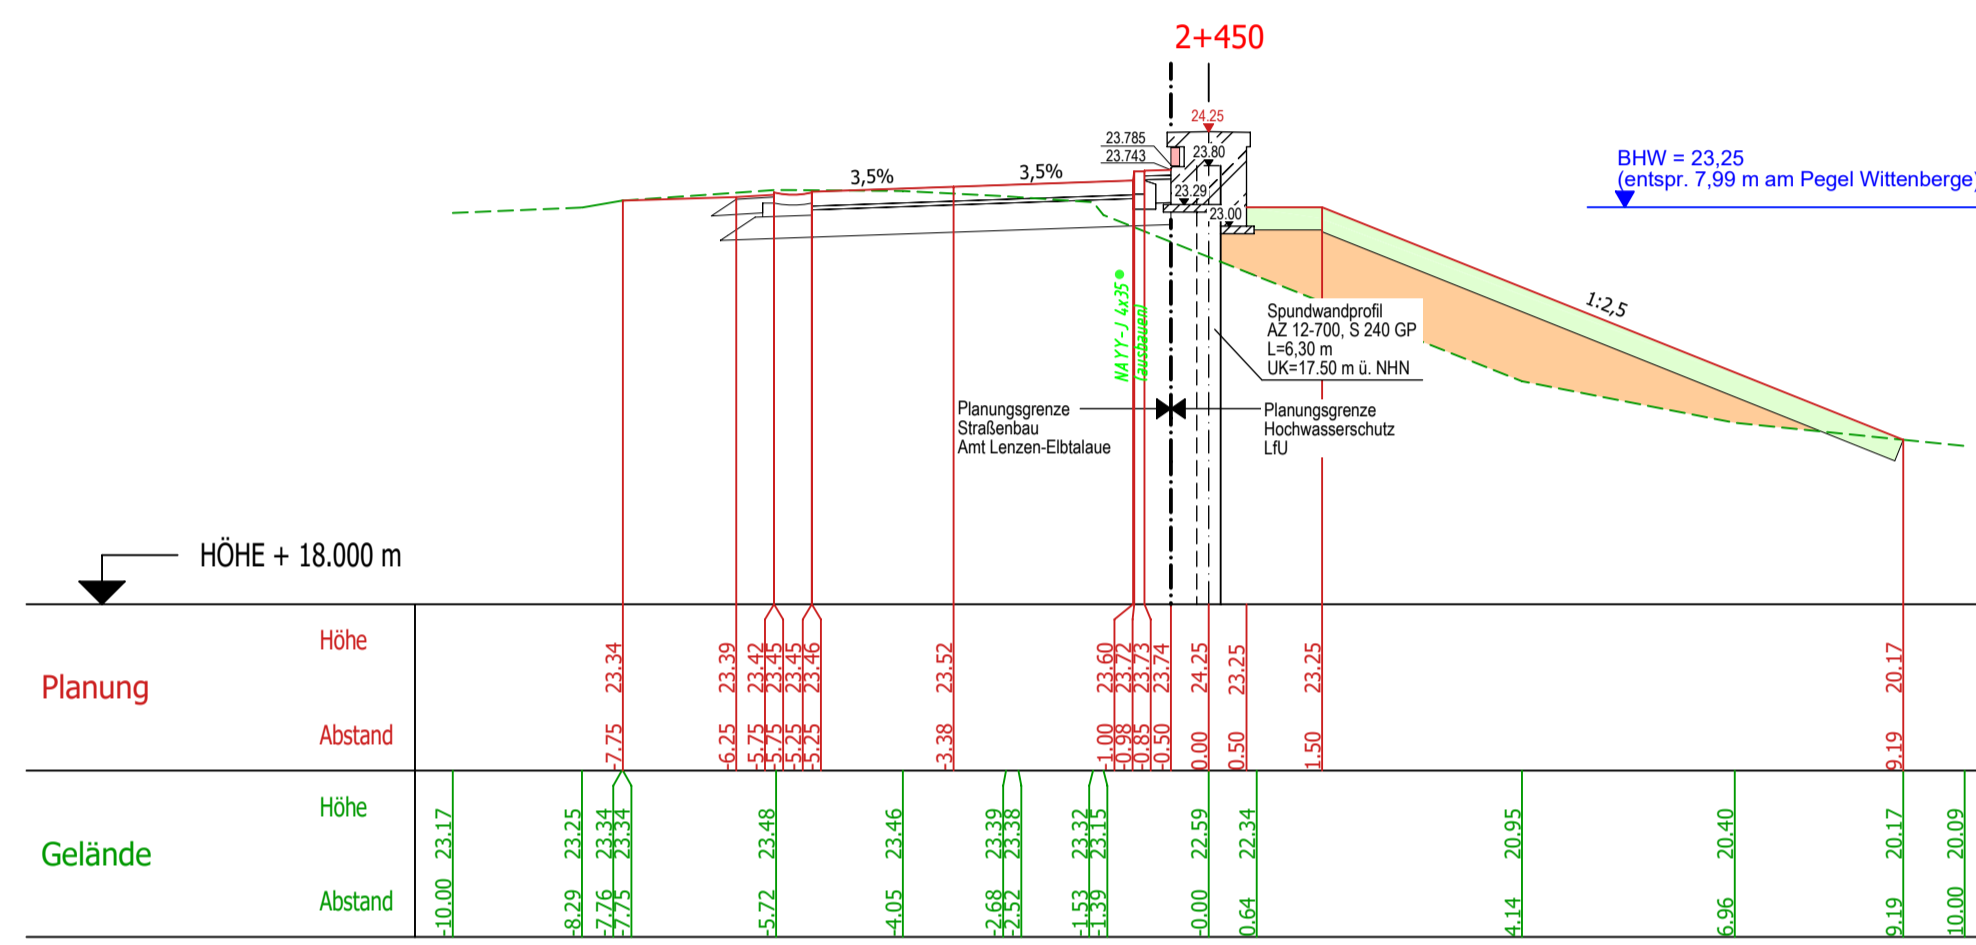 2+450
24.25
23.785
23.743
23.80
23.29
23.00
3,5%
3,5%
BHW = 23,25
(entspr. 7,99 m am Pegel Wittenberge)
1:2,5
NAYY-J 4x35
(ausbauen)
Spundwandprofil
AZ 12-700, S 240 GP
L=6,30 m
UK=17.50 m ü. NHN
Planungsgrenze
Straßenbau
Amt Lenzen-Elbtalaue
Planungsgrenze
Hochwasserschutz
LfU
HÖHE + 18.000 m
Planung
Höhe
23.34 23.39 23.42 23.45 23.45 23.46 23.52 23.60 23.72 23.73 23.74 24.25 23.25 23.25 20.17
Abstand
-7.75 -6.25 -5.75 -5.75 -5.25 -5.25 -3.38 -1.00 -0.98 -0.85 -0.50 0.00 0.50 1.50 9.19
Gelände
Höhe
23.17 23.25 23.34 23.34 23.48 23.46 23.39 23.38 23.32 23.15 22.59 22.34 20.95 20.40 20.17 20.09
Abstand
-10.00 -8.29 -7.76 -7.75 -5.72 -4.05 -2.68 -2.52 -1.53 -1.39 -0.00 0.64 4.14 6.96 9.19 10.00